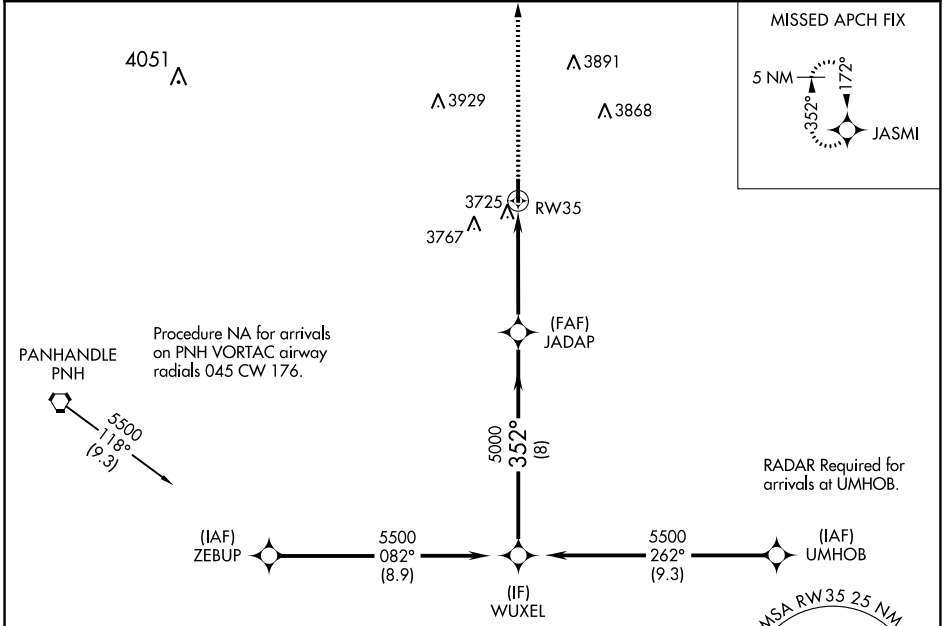 MISSED APCH FIX
5 NM
172°
352°
JASMI
4051
3891
3929
3868
3725
RW35
3767
(FAF)
JADAP
Procedure NA for arrivals
on PNH VORTAC airway
radials 045 CW 176.
PANHANDLE
PNH
5500
118°
(9.3)
5000
352°
(8)
RADAR Required for
arrivals at UMHOB.
(IAF)
ZEBUP
5500
082°
(8.9)
5500
262°
(9.3)
(IAF)
UMHOB
(IF)
WUXEL
MSA RW35 25 NM